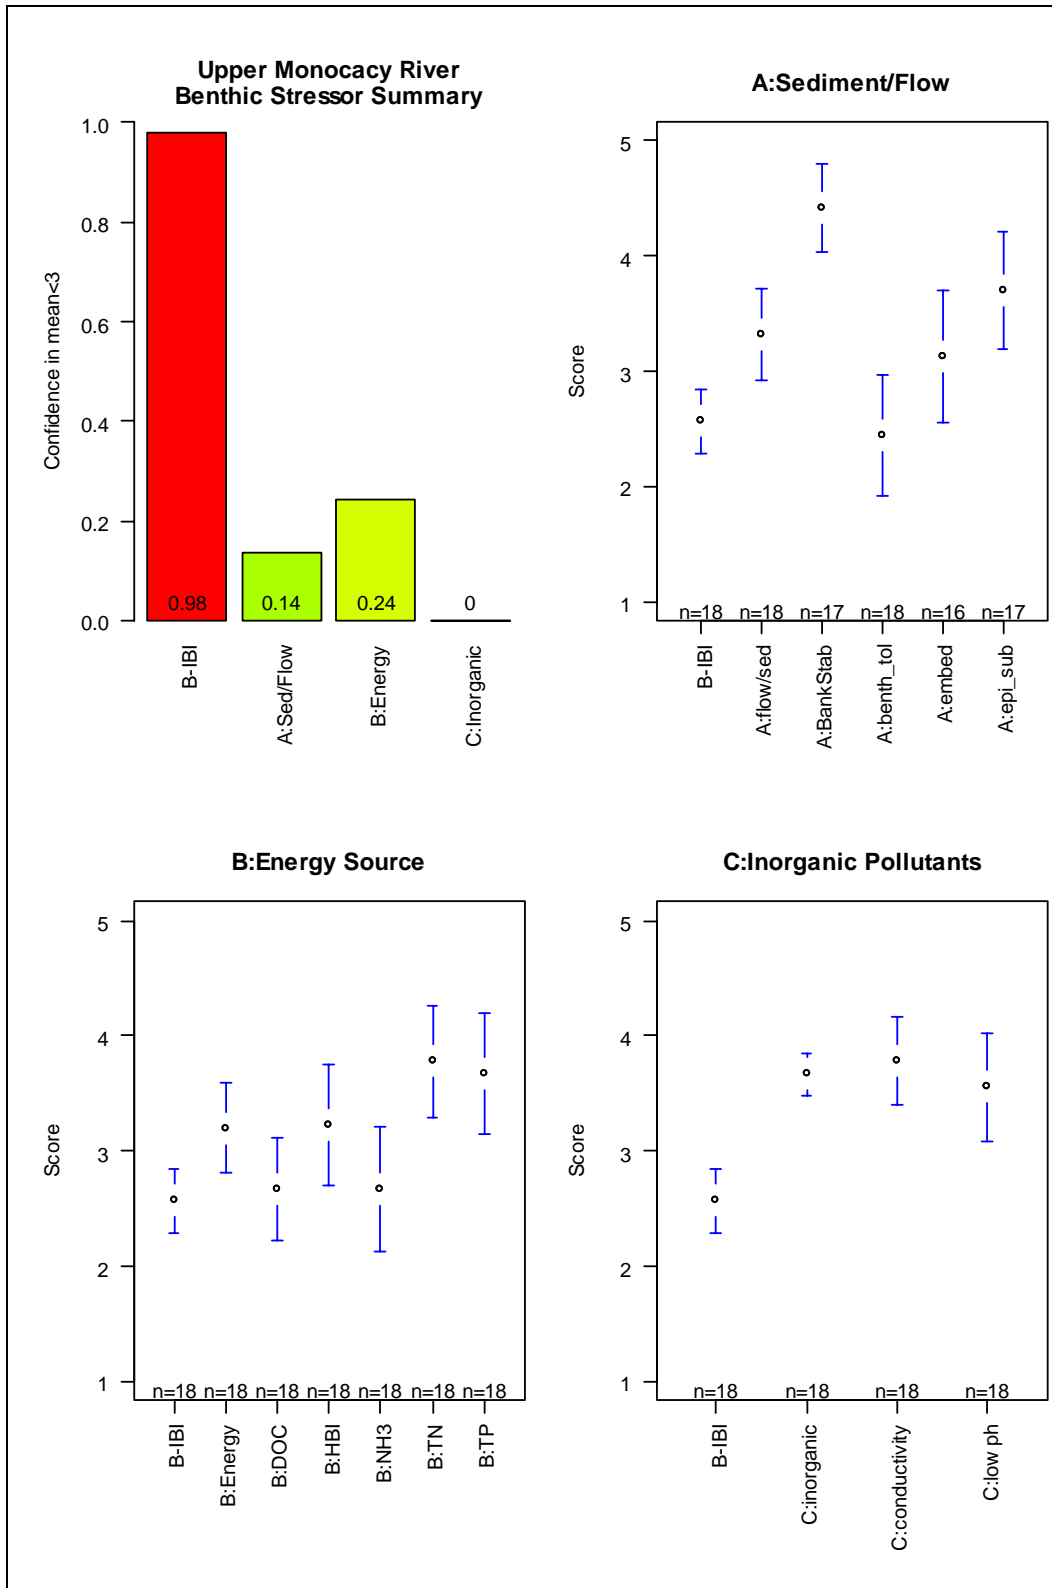 Upper Monocacy River
Benthic Stressor Summary
Confidence in mean<3
1.0
0.8
0.6
0.4
0.2
0.0
0.98
0.14
0.24
0
B-IBI
A:Sed/Flow
B:Energy
C:Inorganic
A:Sediment/Flow
Score
5
4
3
2
1
n=18
n=18
n=17
n=18
n=16
n=17
B-IBI
A:flow/sed
A:BankStab
A:benth_tol
A:embed
A:epi_sub
B:Energy Source
Score
5
4
3
2
1
n=18
n=18
n=18
n=18
n=18
n=18
n=18
B-IBI
B:Energy
B:DOC
B:HBI
B:NH3
B:TN
B:TP
C:Inorganic Pollutants
Score
5
4
3
2
1
n=18
n=18
n=18
n=18
B-IBI
C:inorganic
C:conductivity
C:low ph